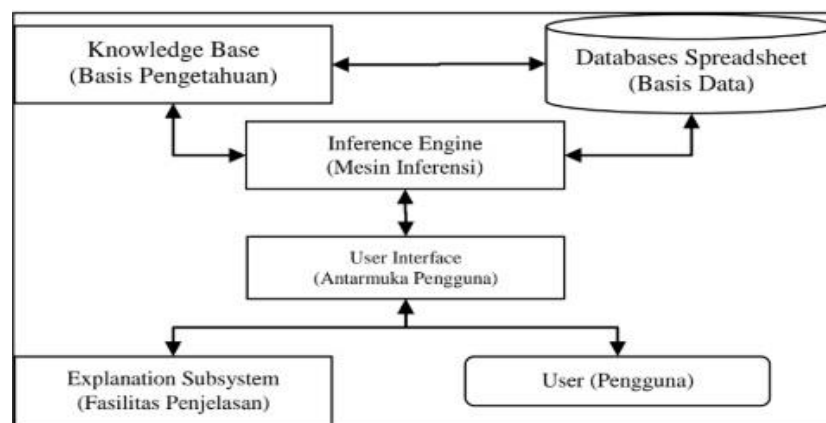 Knowledge Base
(Basis Pengetahuan)
Databases Spreadsheet
(Basis Data)
Inference Engine
(Mesin Inferensi)
User Interface
(Antarmuka Pengguna)
Explanation Subsystem
(Fasilitas Penjelasan)
User (Pengguna)